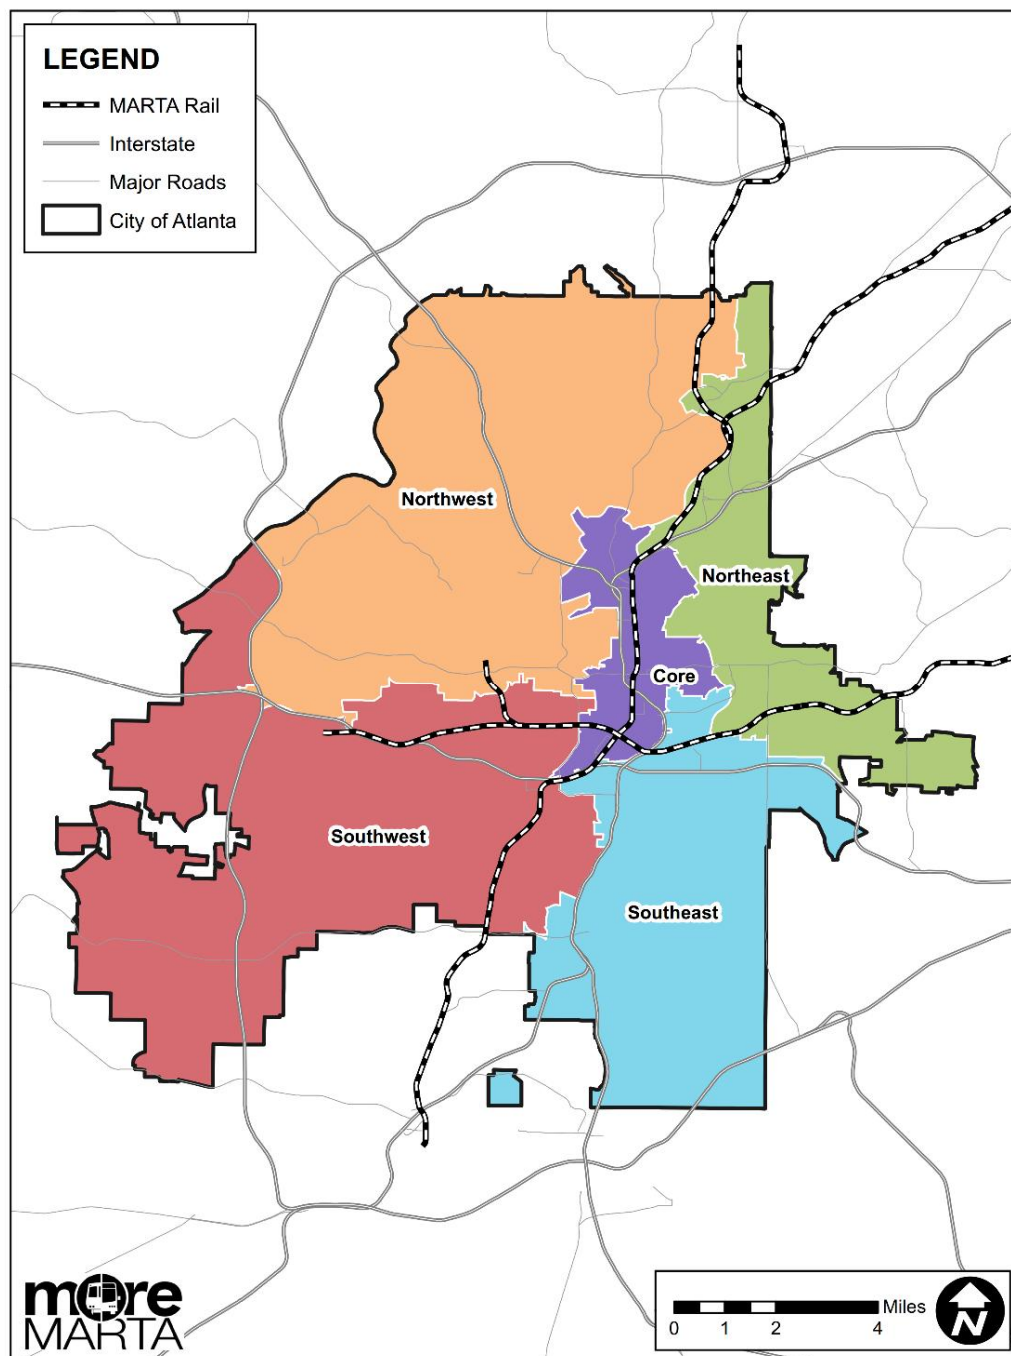 LEGEND
MARTA Rail
Interstate
Major Roads
City of Atlanta
Northwest
Northeast
Core
Southwest
Southeast
more
MARTA
Miles
0 1 2 4
N